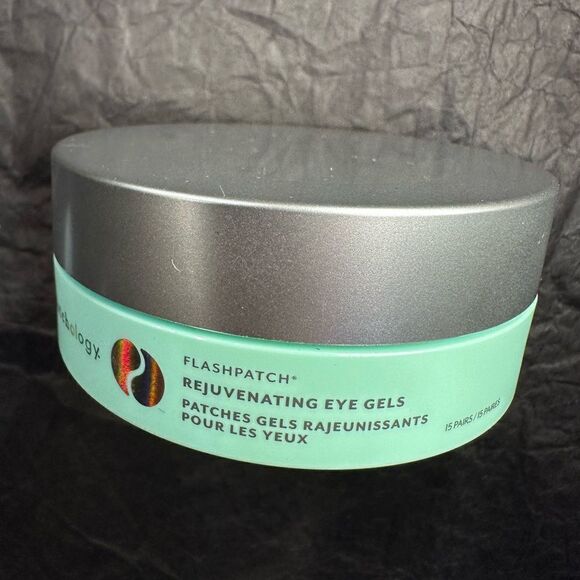 FLASHPATCH®
REJUVENATING EYE GELS
PATCHES GELS RAJEUNISSANTS
POUR LES YEUX
15 PAIRS / 15 PAIRES